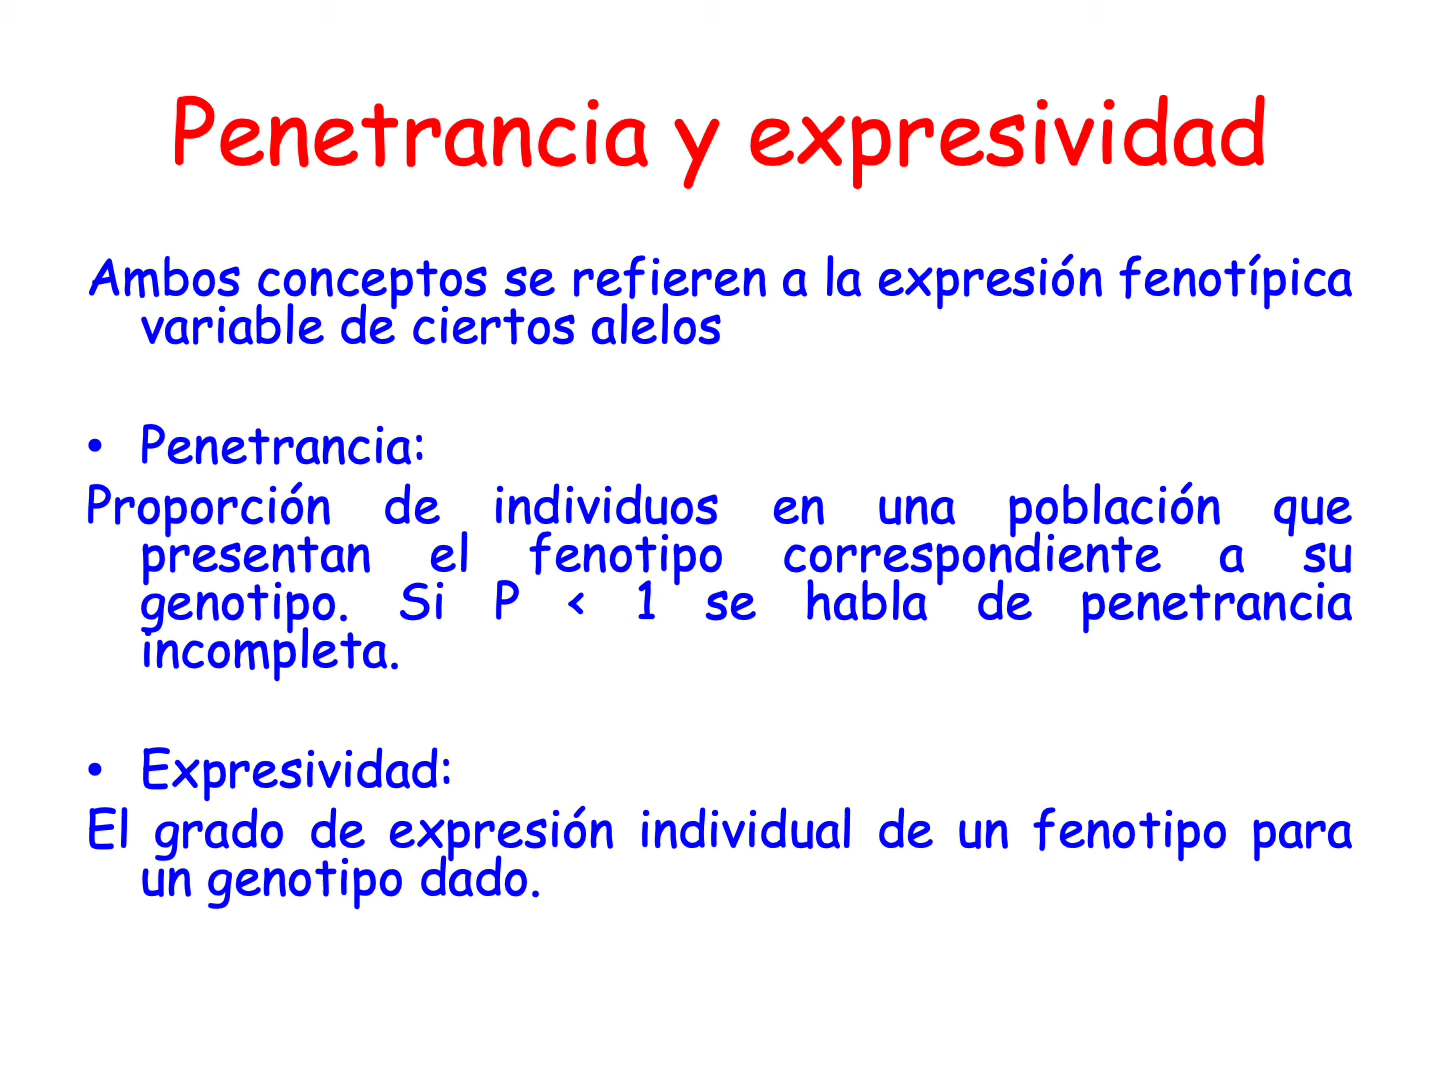 Penetrancia y expresividad
Ambos conceptos se refieren a la expresión fenotípica
variable de ciertos alelos
• Penetrancia:
Proporción de individuos en una población que
presentan el fenotipo correspondiente a su
genotipo. Si P < 1 se habla de penetrancia
incompleta.
• Expresividad:
El grado de expresión individual de un fenotipo para
un genotipo dado.